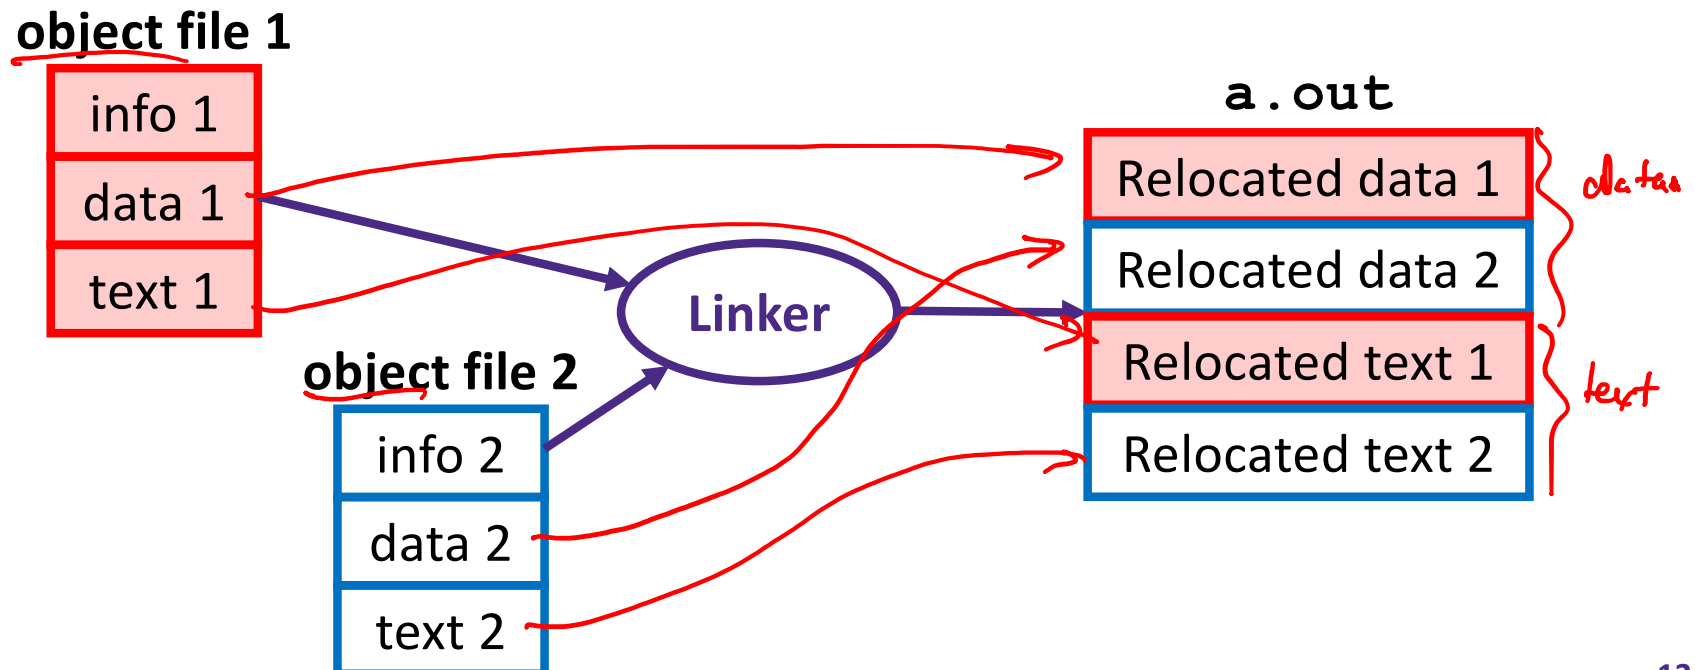 object file 1
info 1
data 1
text 1
object file 2
info 2
data 2
text 2
Linker
a.out
Relocated data 1
Relocated data 2
Relocated text 1
Relocated text 2
data
text